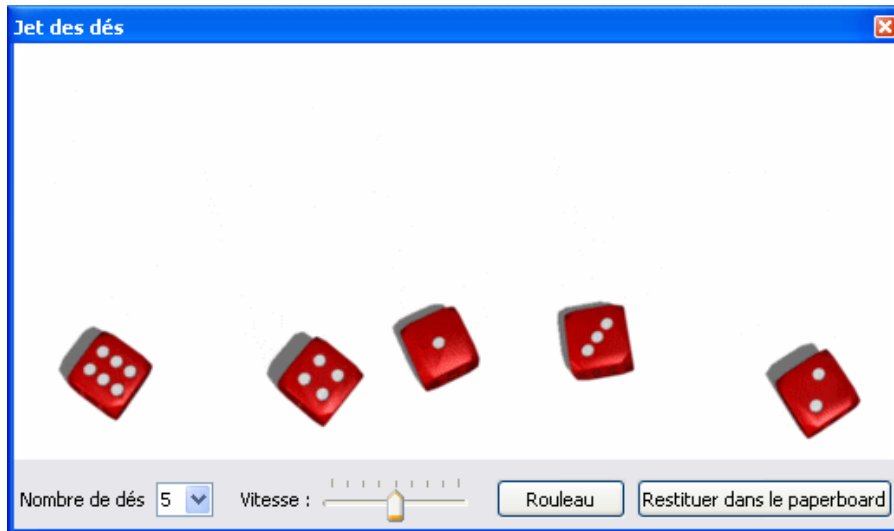 Jet des dés
Nombre de dés 5 Vitesse : Rouleau Restituer dans le paperboard